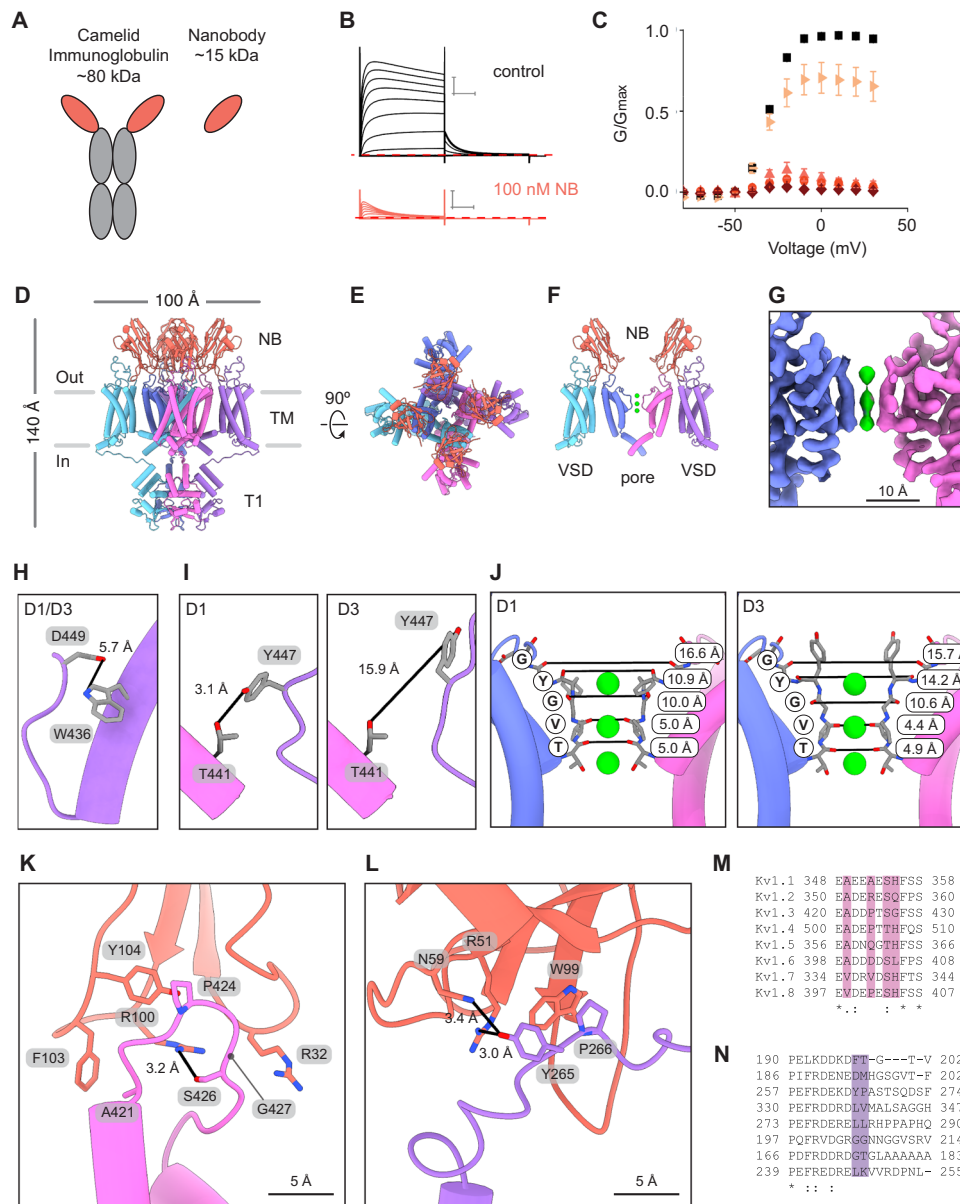 A
Camelid
Immunoglobulin
~80 kDa
Nanobody
~15 kDa
B
control
100 nM NB
C
G/Gmax
1.0
0.5
0.0
-50
0
50
Voltage (mV)
D
100 Å
140 Å
Out
In
NB
TM
T1
90º
E
F
NB
VSD
pore
VSD
G
10 Å
H
D1/D3
D449
5.7 Å
W436
I
D1
Y447
3.1 Å
T441
D3
Y447
15.9 Å
T441
J
D1
G
Y
G
V
T
16.6 Å
10.9 Å
10.0 Å
5.0 Å
5.0 Å
D3
G
Y
G
V
T
15.7 Å
14.2 Å
10.6 Å
4.4 Å
4.9 Å
K
Y104
P424
R100
F103
3.2 Å
R32
S426
A421
G427
5 Å
L
R51
N59
W99
3.4 Å
3.0 Å
P266
Y265
5 Å
M
Kv1.1 348 EAEEAESHFSS 358
Kv1.2 350 EADERESQFPS 360
Kv1.3 420 EADDPTSGFSS 430
Kv1.4 500 EADEPTTHFQS 510
Kv1.5 356 EADNQGTHFSS 366
Kv1.6 398 EADDDDSLFPS 408
Kv1.7 334 EVDRVDSHFTS 344
Kv1.8 397 EVDEPESHFSS 407
*.: : * *
N
190 PELKDDKDFT-G---T-V 202
186 PIFRDENEDMHGSGVT-F 202
257 PEFRDEKDYPASTSQDSF 274
330 PEFRDDRDLVMALSAGGH 347
273 PEFRDERELLRHPPAPHQ 290
197 PQFRVDGRGGNNGGVSRV 214
166 PDFRDDRDGTGLAAAAAA 183
239 PEFREDRELKVVRDPNL- 255
* :: :